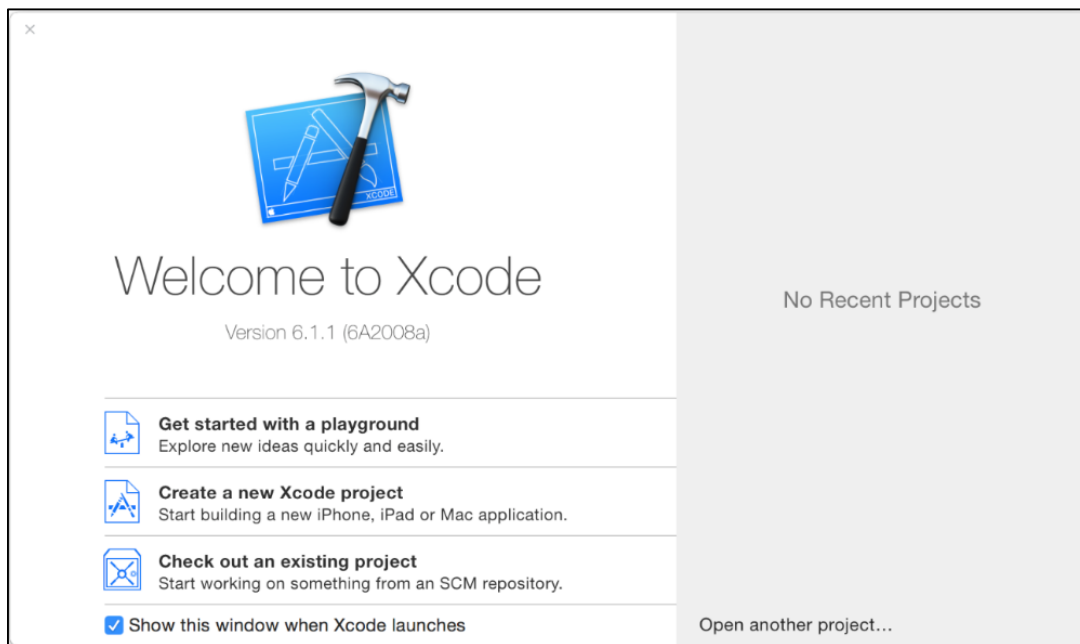 XCODE
Welcome to Xcode
Version 6.1.1 (6A2008a)
No Recent Projects
Get started with a playground
Explore new ideas quickly and easily.
Create a new Xcode project
Start building a new iPhone, iPad or Mac application.
Check out an existing project
Start working on something from an SCM repository.
Show this window when Xcode launches
Open another project...